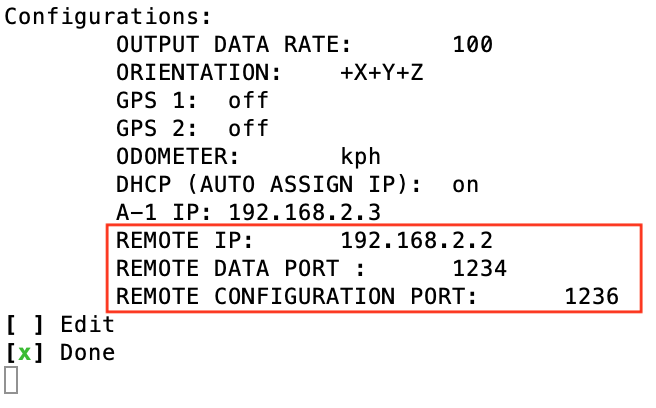 Configurations:
OUTPUT DATA RATE: 100
ORIENTATION: +X+Y+Z
GPS 1: off
GPS 2: off
ODOMETER: kph
DHCP (AUTO ASSIGN IP): on
A-1 IP: 192.168.2.3
REMOTE IP: 192.168.2.2
REMOTE DATA PORT : 1234
REMOTE CONFIGURATION PORT: 1236
[ ] Edit
[x] Done